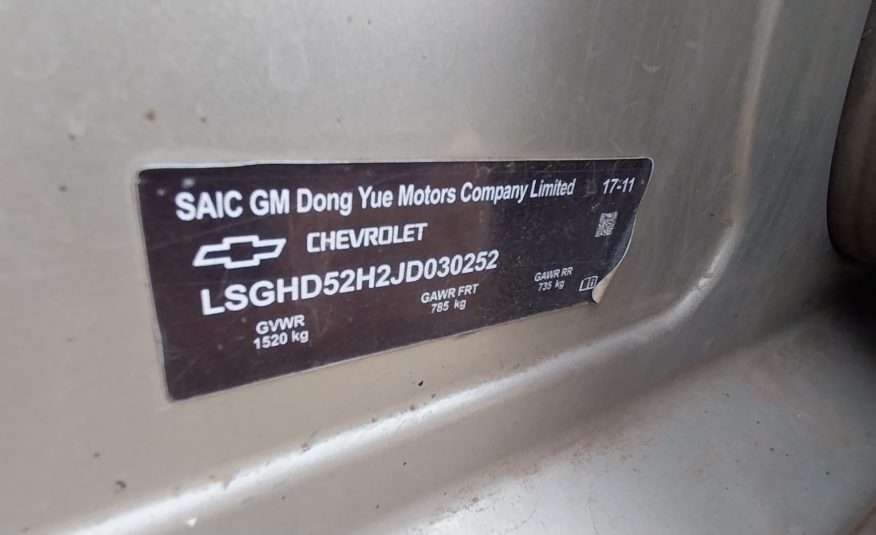 SAIC GM Dong Yue Motors Company Limited 17-11
CHEVROLET
LSGHD52H2JD030252
GVWR
1520 kg
GAWR FRT
785 kg
GAWR RR
735 kg